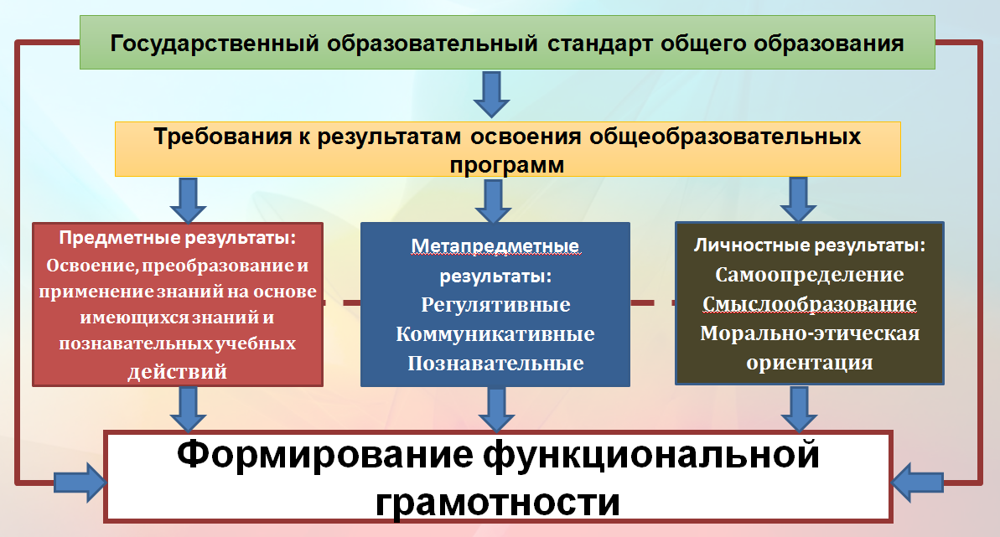 Государственный образовательный стандарт общего образования
Требования к результатам освоения общеобразовательных
программ
Предметные результаты:
Освоение, преобразование и
применение знаний на основе
имеющихся знаний и
познавательных учебных
действий
Метапредметные
результаты:
Регулятивные
Коммуникативные
Познавательные
Личностные результаты:
Самоопределение
Смыслообразование
Морально-этическая
ориентация
Формирование функциональной
грамотности